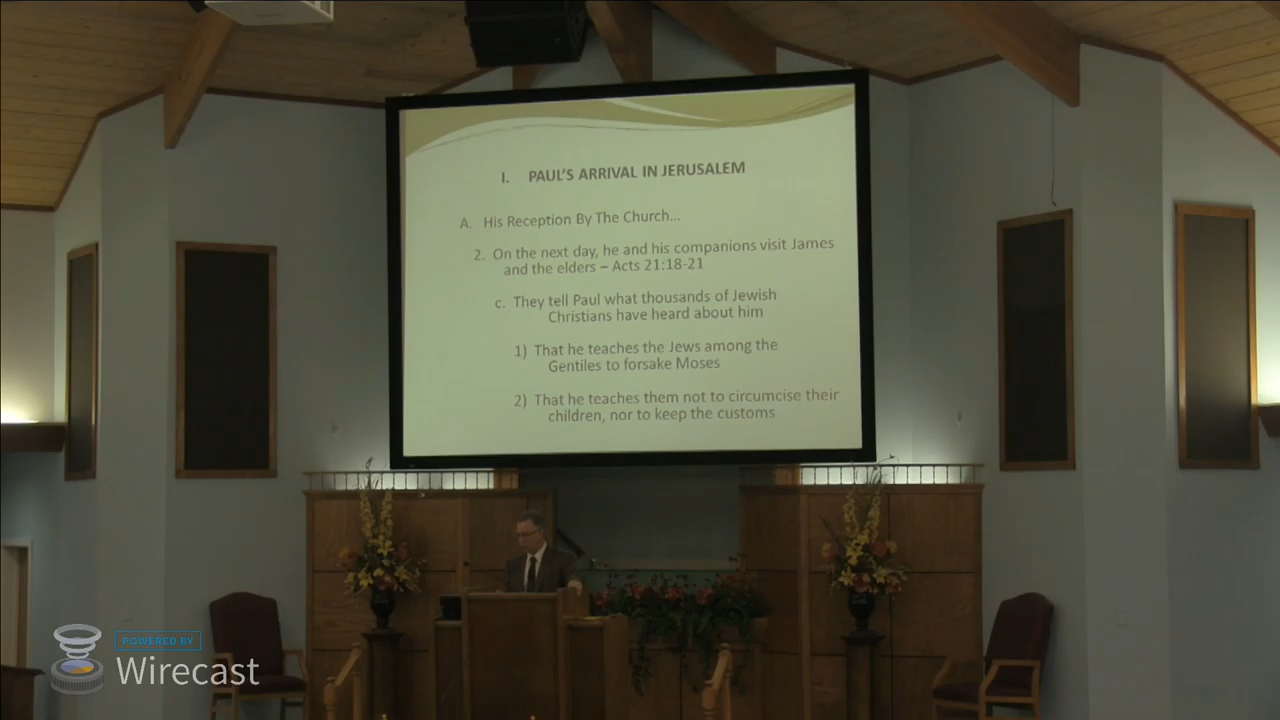 I. PAUL'S ARRIVAL IN JERUSALEM
A. His Reception By The Church...
2. On the next day, he and his companions visit James
and the elders – Acts 21:18-21
c. They tell Paul what thousands of Jewish
Christians have heard about him
1) That he teaches the Jews among the
Gentiles to forsake Moses
2) That he teaches them not to circumcise their
children, nor to keep the customs
POWERED BY
Wirecast